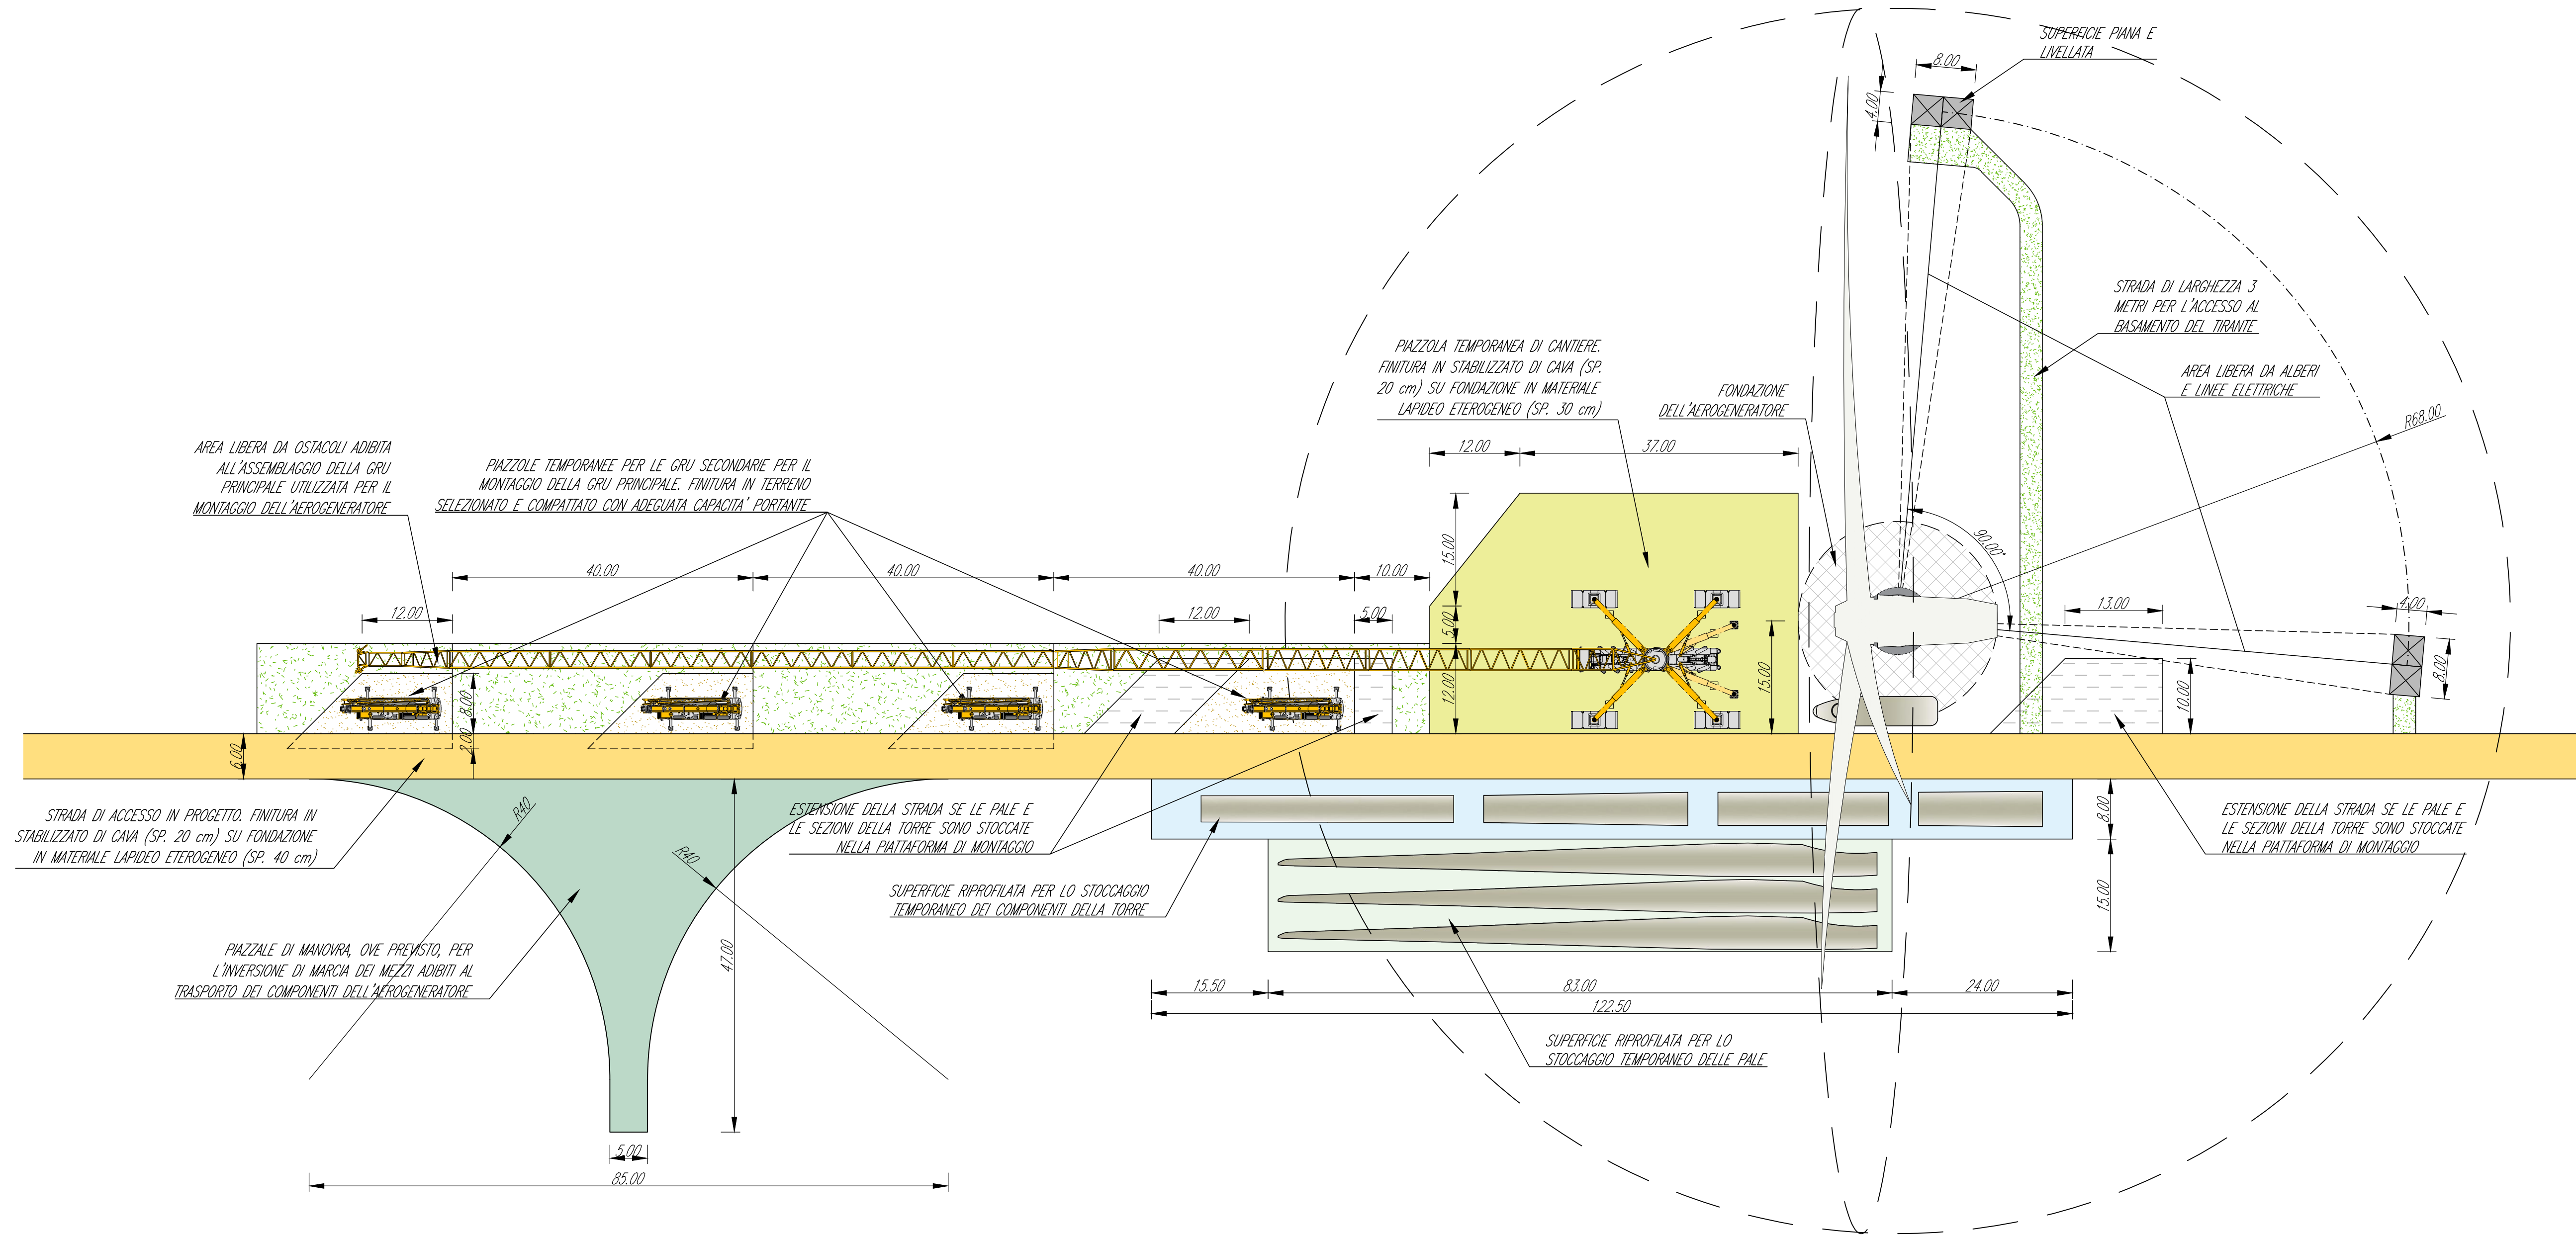 SUPERFICIE PIANA E
LIVELLATA
8.00
4.00
STRADA DI LARGHEZZA 3
METRI PER L'ACCESSO AL
BASAMENTO DEL TIRANTE
PIAZZOLA TEMPORANEA DI CANTIERE.
FINITURA IN STABILIZZATO DI CAVA (SP.
20 cm) SU FONDAZIONE IN MATERIALE
LAPIDEO ETEROGENEO (SP. 30 cm)
FONDAZIONE
DELL'AEROGENERATORE
AREA LIBERA DA ALBERI
E LINEE ELETTRICHE
R68.00
AREA LIBERA DA OSTACOLI ADIBITA
ALL'ASSEMBLAGGIO DELLA GRU
PRINCIPALE UTILIZZATA PER IL
MONTAGGIO DELL'AEROGENERATORE
PIAZZOLE TEMPORANEE PER LE GRU SECONDARIE PER IL
MONTAGGIO DELLA GRU PRINCIPALE. FINITURA IN TERRENO
SELEZIONATO E COMPATTATO CON ADEGUATA CAPACITA' PORTANTE
12.00
37.00
15.00
90.00°
40.00
40.00
40.00
10.00
12.00
12.00
5.00
5.00
13.00
4.00
8.00
2.00
12.00
15.00
10.00
8.00
6.00
STRADA DI ACCESSO IN PROGETTO. FINITURA IN
STABILIZZATO DI CAVA (SP. 20 cm) SU FONDAZIONE
IN MATERIALE LAPIDEO ETEROGENEO (SP. 40 cm)
R40
R40
ESTENSIONE DELLA STRADA SE LE PALE E
LE SEZIONI DELLA TORRE SONO STOCCATE
NELLA PIATTAFORMA DI MONTAGGIO
8.00
ESTENSIONE DELLA STRADA SE LE PALE E
LE SEZIONI DELLA TORRE SONO STOCCATE
NELLA PIATTAFORMA DI MONTAGGIO
SUPERFICIE RIPROFILATA PER LO STOCCAGGIO
TEMPORANEO DEI COMPONENTI DELLA TORRE
15.00
PIAZZALE DI MANOVRA, OVE PREVISTO, PER
L'INVERSIONE DI MARCIA DEI MEZZI ADIBITI AL
TRASPORTO DEI COMPONENTI DELL'AEROGENERATORE
47.00
15.50
83.00
24.00
122.50
SUPERFICIE RIPROFILATA PER LO
STOCCAGGIO TEMPORANEO DELLE PALE
5.00
85.00